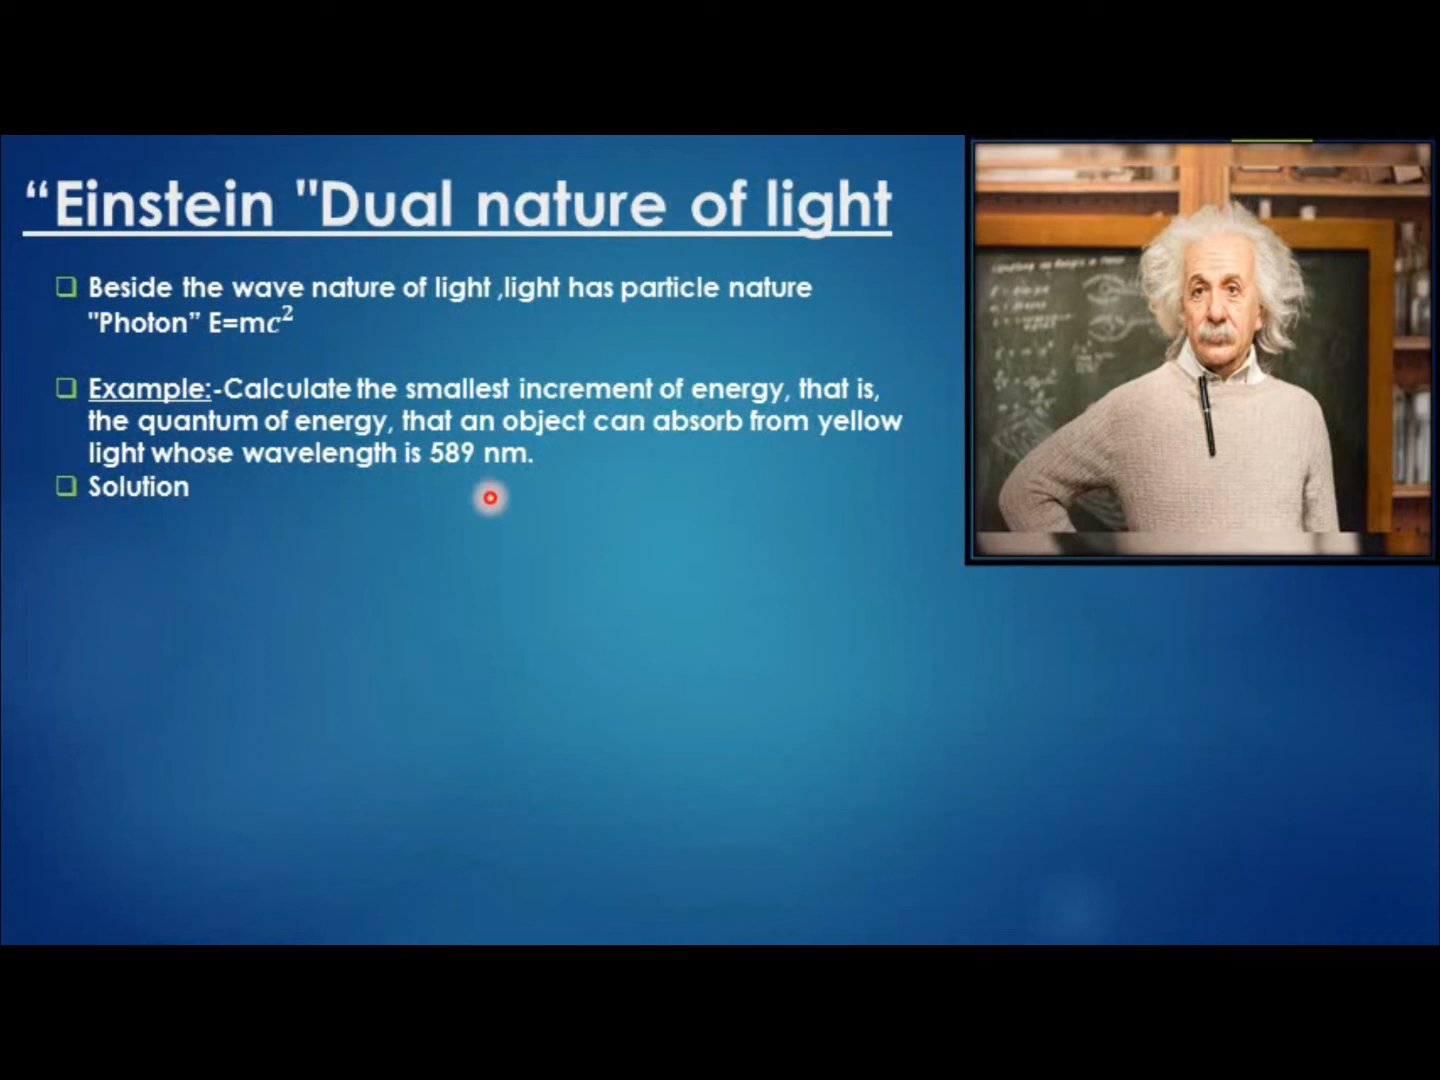 “Einstein "Dual nature of light
Beside the wave nature of light ,light has particle nature
"Photon” E=mc²
Example:-Calculate the smallest increment of energy, that is,
the quantum of energy, that an object can absorb from yellow
light whose wavelength is 589 nm.
Solution